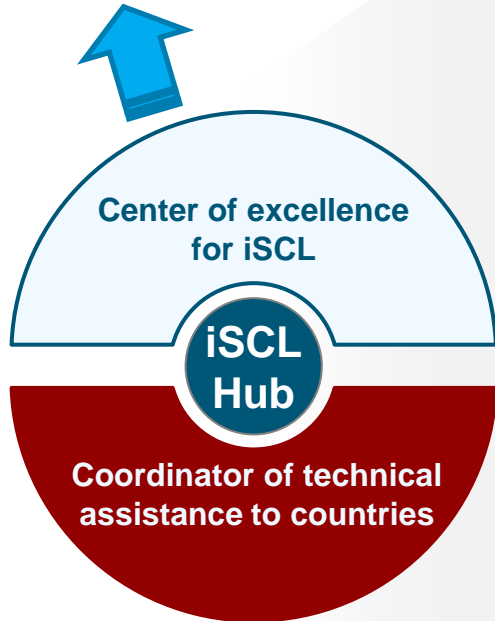 Center of excellence
for iSCL
iSCL
Hub
Coordinator of technical
assistance to countries